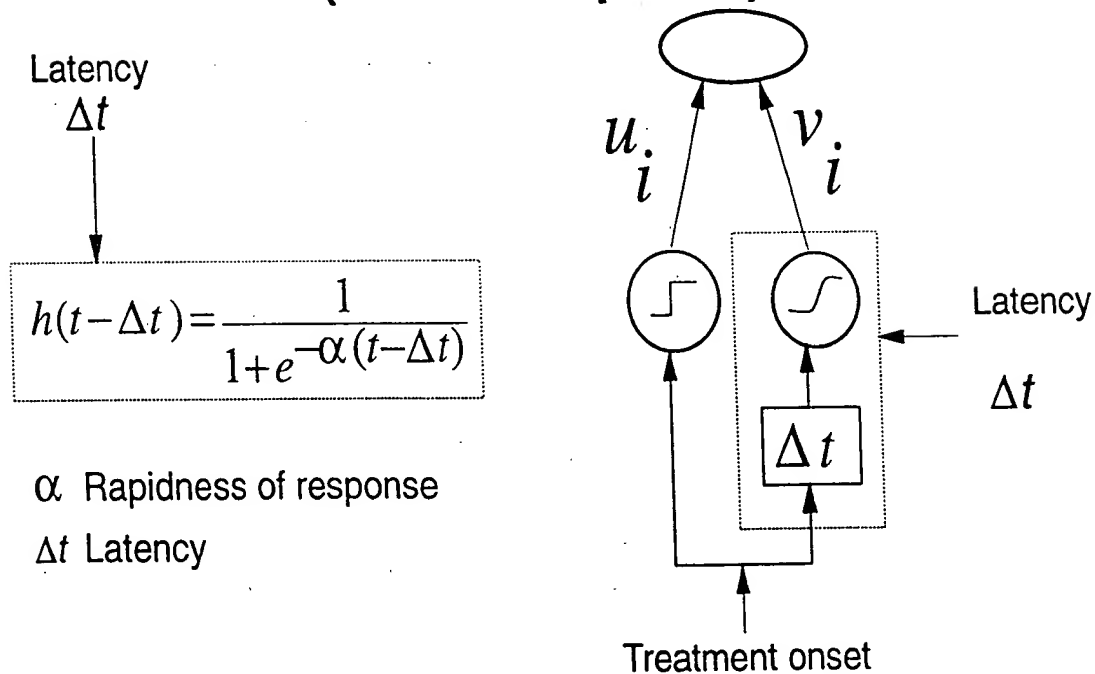 Latency
Δt
h(t−Δt)=1/(1+e^−α(t−Δt))
α Rapidness of response
Δt Latency
u_i
v_i
Δt
Latency
Δt
Treatment onset